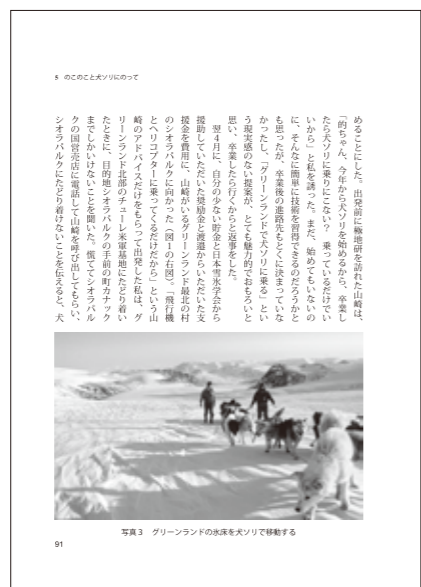 5 のこのこと犬ソリにのって
めることにした。出発前に極地研を訪れた山崎は、
「的ちゃん、今年から犬ソリを始めるから、卒業し
たら犬ソリに乗りにこない? 乗っているだけでい
いから」と私を誘った。まだ、始めてもいないの
に、そんなに簡単に技術を習得できるのだろうかと
も思ったが、卒業後の進路先もとくに決まっていな
かったし、「グリーンランドで犬ソリに乗る」とい
う現実感のない提案が、とても魅力的でおもろいと
思い、卒業したら行くからと返事をした。
翌4月に、自分の少ない貯金と日本雪氷学会から
援助していただいた奨励金と渡邉からいただいた支
援金を費用に、山崎がいるグリーンランド最北の村
のシオラパルクに向かった(図1の右図)。「飛行機
とヘリコプターに乗ってくるだけだから」という山
崎のアドバイスだけをもらって出発した私は、グ
リーンランド北部のチューレ米軍基地にたどり着い
たときに、目的地シオラパルクの手前の町カナック
までしかいけないことを聞いた。慌ててシオラパル
クの国営売店に電話して山崎を呼び出してもらい、
シオラパルクにたどり着けないことを伝えると、犬
写真3 グリーンランドの氷床を犬ソリで移動する
91